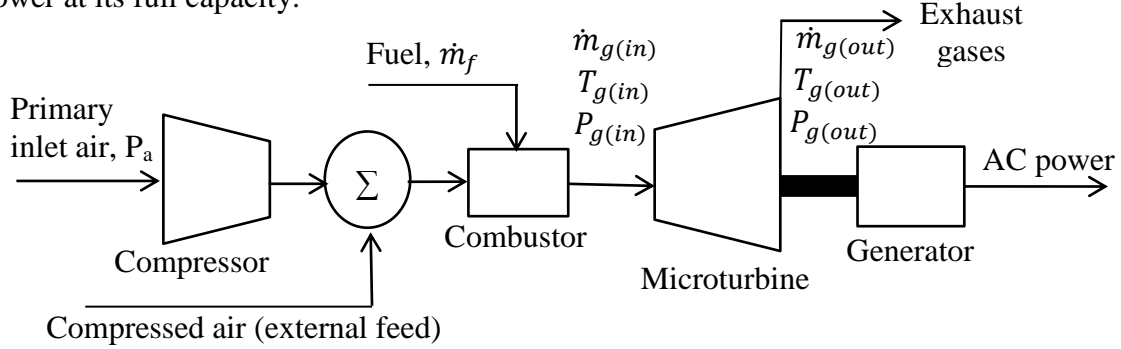 ower at its full capacity.
Exhaust
gases
Fuel, ṁ_f
ṁ_g(in)
T_g(in)
P_g(in)
ṁ_g(out)
T_g(out)
P_g(out)
Primary
inlet air, P_a
Σ
AC power
Compressor
Combustor
Generator
Microturbine
Compressed air (external feed)